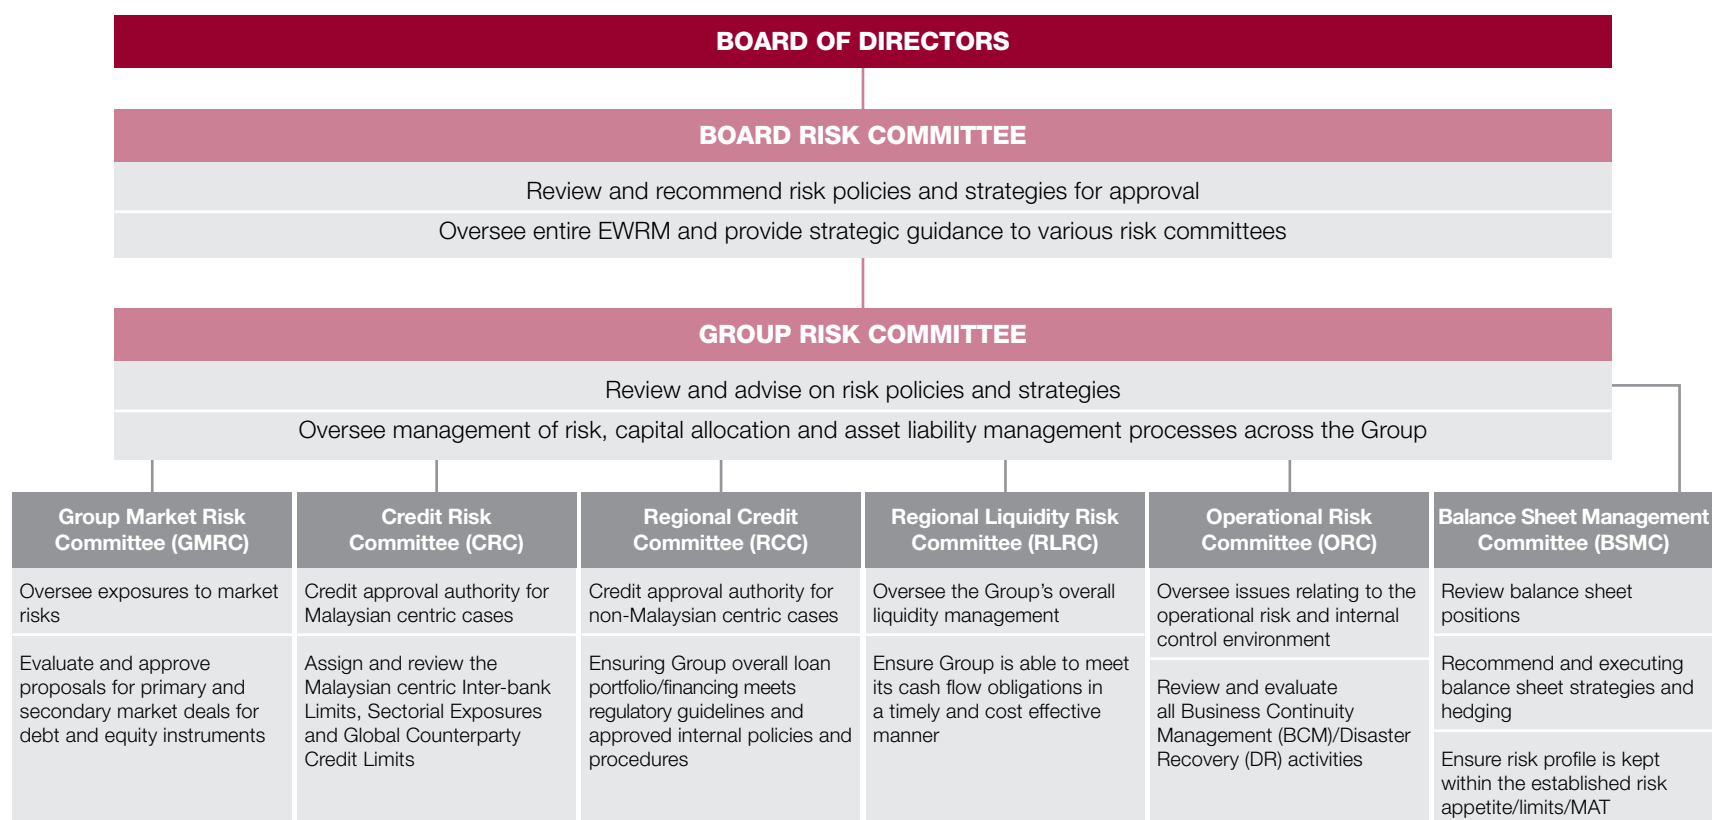 BOARD OF DIRECTORS
BOARD RISK COMMITTEE
Review and recommend risk policies and strategies for approval
Oversee entire EWRM and provide strategic guidance to various risk committees
GROUP RISK COMMITTEE
Review and advise on risk policies and strategies
Oversee management of risk, capital allocation and asset liability management processes across the Group
Group Market Risk
Committee (GMRC)
Oversee exposures to market
risks
Evaluate and approve
proposals for primary and
secondary market deals for
debt and equity instruments
Credit Risk
Committee (CRC)
Credit approval authority for
Malaysian centric cases
Assign and review the
Malaysian centric Inter-bank
Limits, Sectorial Exposures
and Global Counterparty
Credit Limits
Regional Credit
Committee (RCC)
Credit approval authority for
non-Malaysian centric cases
Ensuring Group overall loan
portfolio/financing meets
regulatory guidelines and
approved internal policies and
procedures
Regional Liquidity Risk
Committee (RLRC)
Oversee the Group’s overall
liquidity management
Ensure Group is able to meet
its cash flow obligations in
a timely and cost effective
manner
Operational Risk
Committee (ORC)
Oversee issues relating to the
operational risk and internal
control environment
Review and evaluate
all Business Continuity
Management (BCM)/Disaster
Recovery (DR) activities
Balance Sheet Management
Committee (BSMC)
Review balance sheet
positions
Recommend and executing
balance sheet strategies and
hedging
Ensure risk profile is kept
within the established risk
appetite/limits/MAT